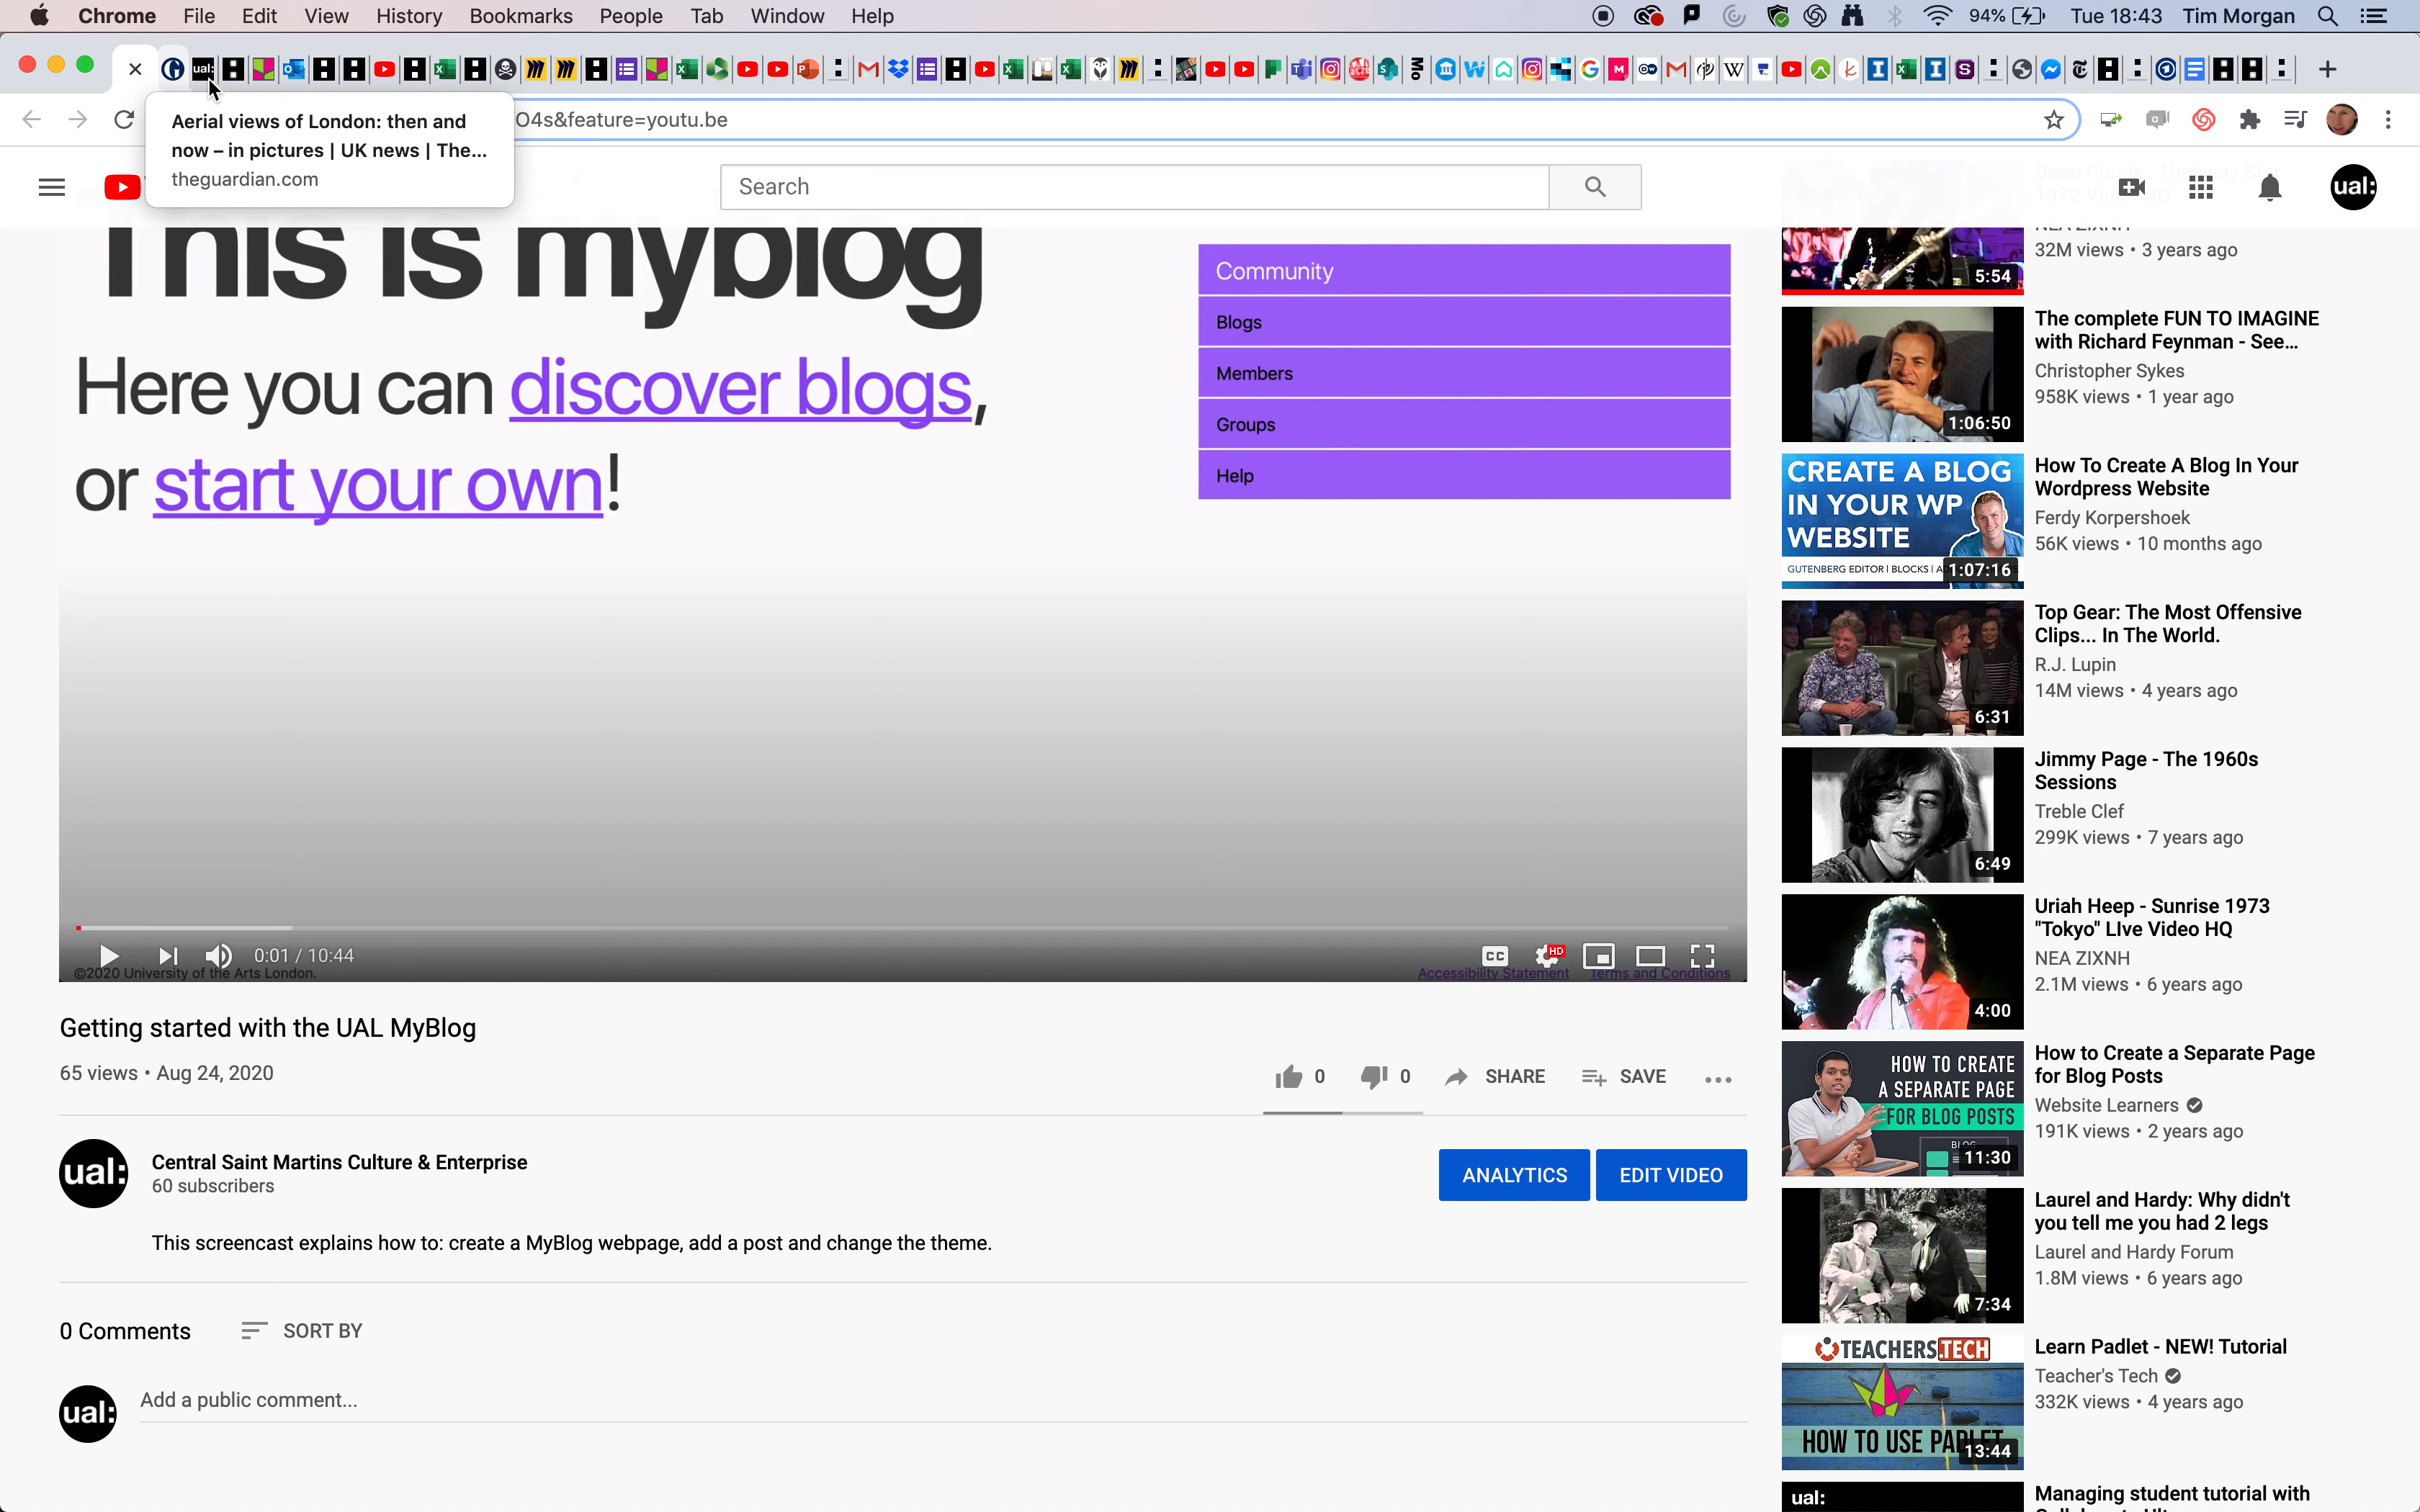 Chrome File Edit View History Bookmarks People Tab Window Help
94% Tue 18:43 Tim Morgan
ual:
Aerial views of London: then and
now – in pictures | UK news | The...
theguardian.com
O4s&feature=youtu.be
Search
ual:
This is myblog
Here you can discover blogs,
or start your own!
Community
Blogs
Members
Groups
Help
0:01 / 10:44
CC HD
©2020 University of the Arts London.
Accessibility Statement Terms and Conditions
Getting started with the UAL MyBlog
65 views • Aug 24, 2020
0 0 SHARE SAVE
ual:
Central Saint Martins Culture & Enterprise
60 subscribers
ANALYTICS EDIT VIDEO
This screencast explains how to: create a MyBlog webpage, add a post and change the theme.
0 Comments SORT BY
ual:
Add a public comment...
5:54
32M views • 3 years ago
1:06:50
The complete FUN TO IMAGINE
with Richard Feynman - See...
Christopher Sykes
958K views • 1 year ago
CREATE A BLOG
IN YOUR WP
WEBSITE
GUTENBERG EDITOR | BLOCKS |
1:07:16
How To Create A Blog In Your
Wordpress Website
Ferdy Korpershoek
56K views • 10 months ago
6:31
Top Gear: The Most Offensive
Clips... In The World.
R.J. Lupin
14M views • 4 years ago
6:49
Jimmy Page - The 1960s
Sessions
Treble Clef
299K views • 7 years ago
4:00
Uriah Heep - Sunrise 1973
"Tokyo" LIve Video HQ
NEA ZIXNH
2.1M views • 6 years ago
HOW TO CREATE
A SEPARATE PAGE
FOR BLOG POSTS
BLOG
11:30
How to Create a Separate Page
for Blog Posts
Website Learners
191K views • 2 years ago
7:34
Laurel and Hardy: Why didn't
you tell me you had 2 legs
Laurel and Hardy Forum
1.8M views • 6 years ago
TEACHERS TECH
HOW TO USE PADLET
13:44
Learn Padlet - NEW! Tutorial
Teacher's Tech
332K views • 4 years ago
ual:
Managing student tutorial with